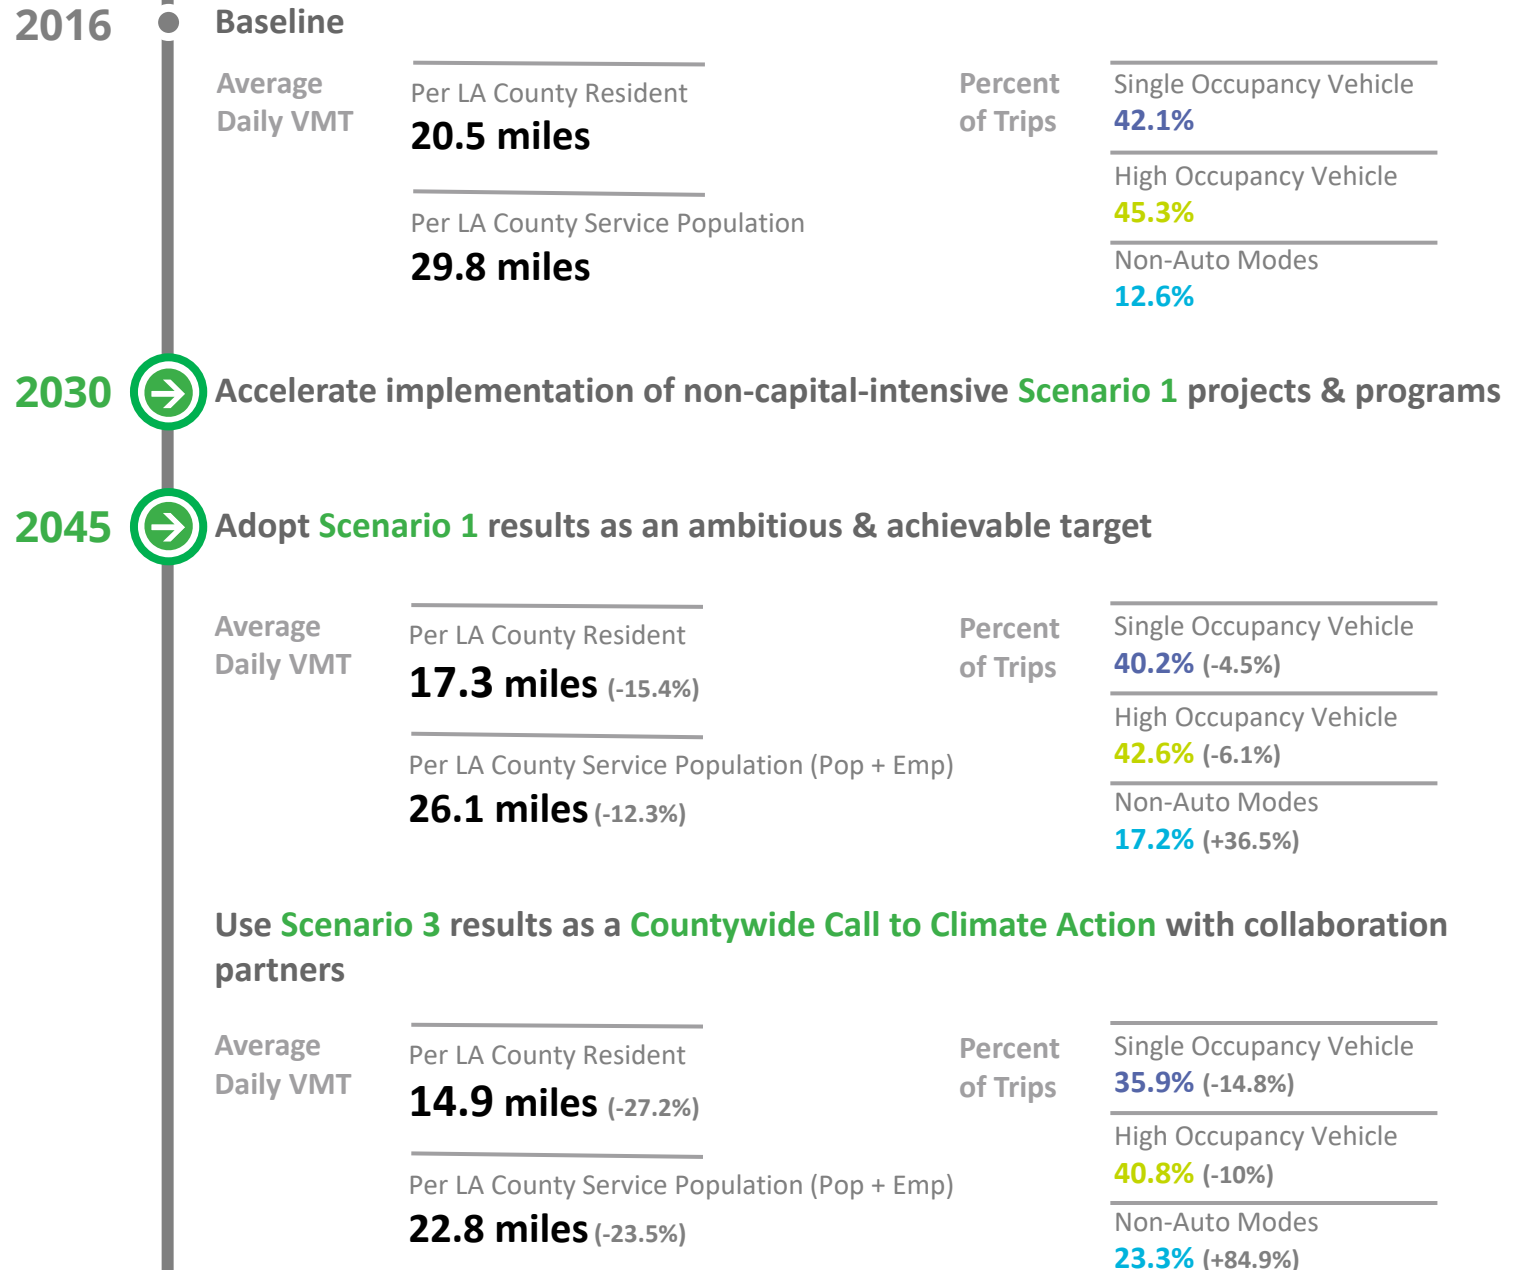 2016
Baseline
Average
Daily VMT
Per LA County Resident
20.5 miles
Per LA County Service Population
29.8 miles
Percent
of Trips
Single Occupancy Vehicle
42.1%
High Occupancy Vehicle
45.3%
Non-Auto Modes
12.6%
2030
Accelerate implementation of non-capital-intensive Scenario 1 projects & programs
2045
Adopt Scenario 1 results as an ambitious & achievable target
Average
Daily VMT
Per LA County Resident
17.3 miles (-15.4%)
Per LA County Service Population (Pop + Emp)
26.1 miles (-12.3%)
Percent
of Trips
Single Occupancy Vehicle
40.2% (-4.5%)
High Occupancy Vehicle
42.6% (-6.1%)
Non-Auto Modes
17.2% (+36.5%)
Use Scenario 3 results as a Countywide Call to Climate Action with collaboration
partners
Average
Daily VMT
Per LA County Resident
14.9 miles (-27.2%)
Per LA County Service Population (Pop + Emp)
22.8 miles (-23.5%)
Percent
of Trips
Single Occupancy Vehicle
35.9% (-14.8%)
High Occupancy Vehicle
40.8% (-10%)
Non-Auto Modes
23.3% (+84.9%)